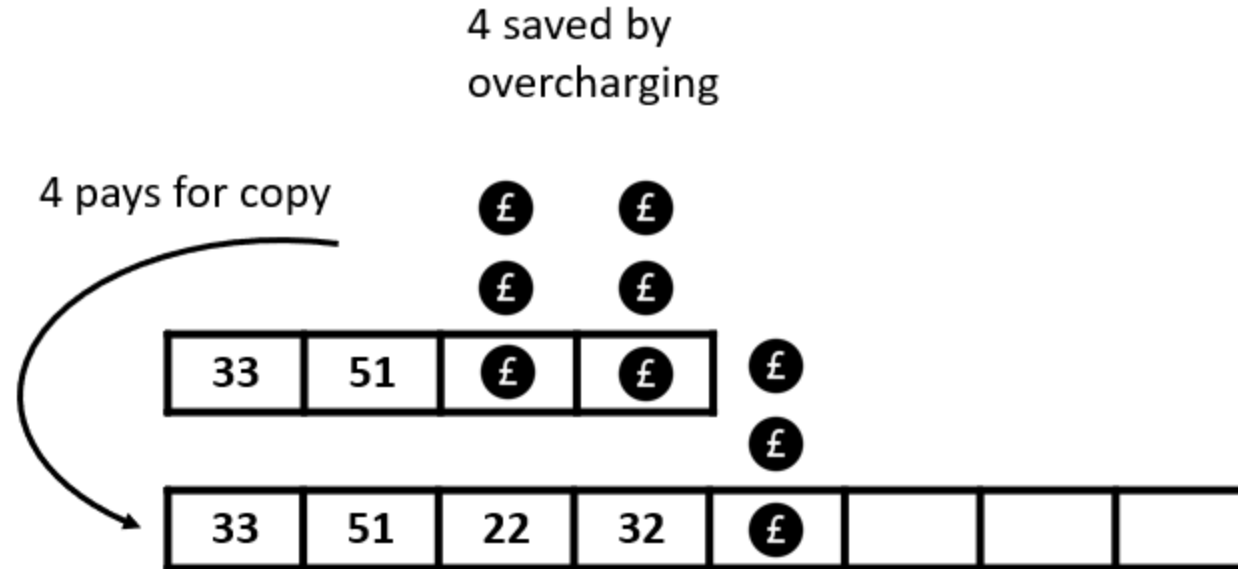 4 saved by
overcharging
4 pays for copy
£ £
£ £
33 51 £ £ £
£
33 51 22 32 £